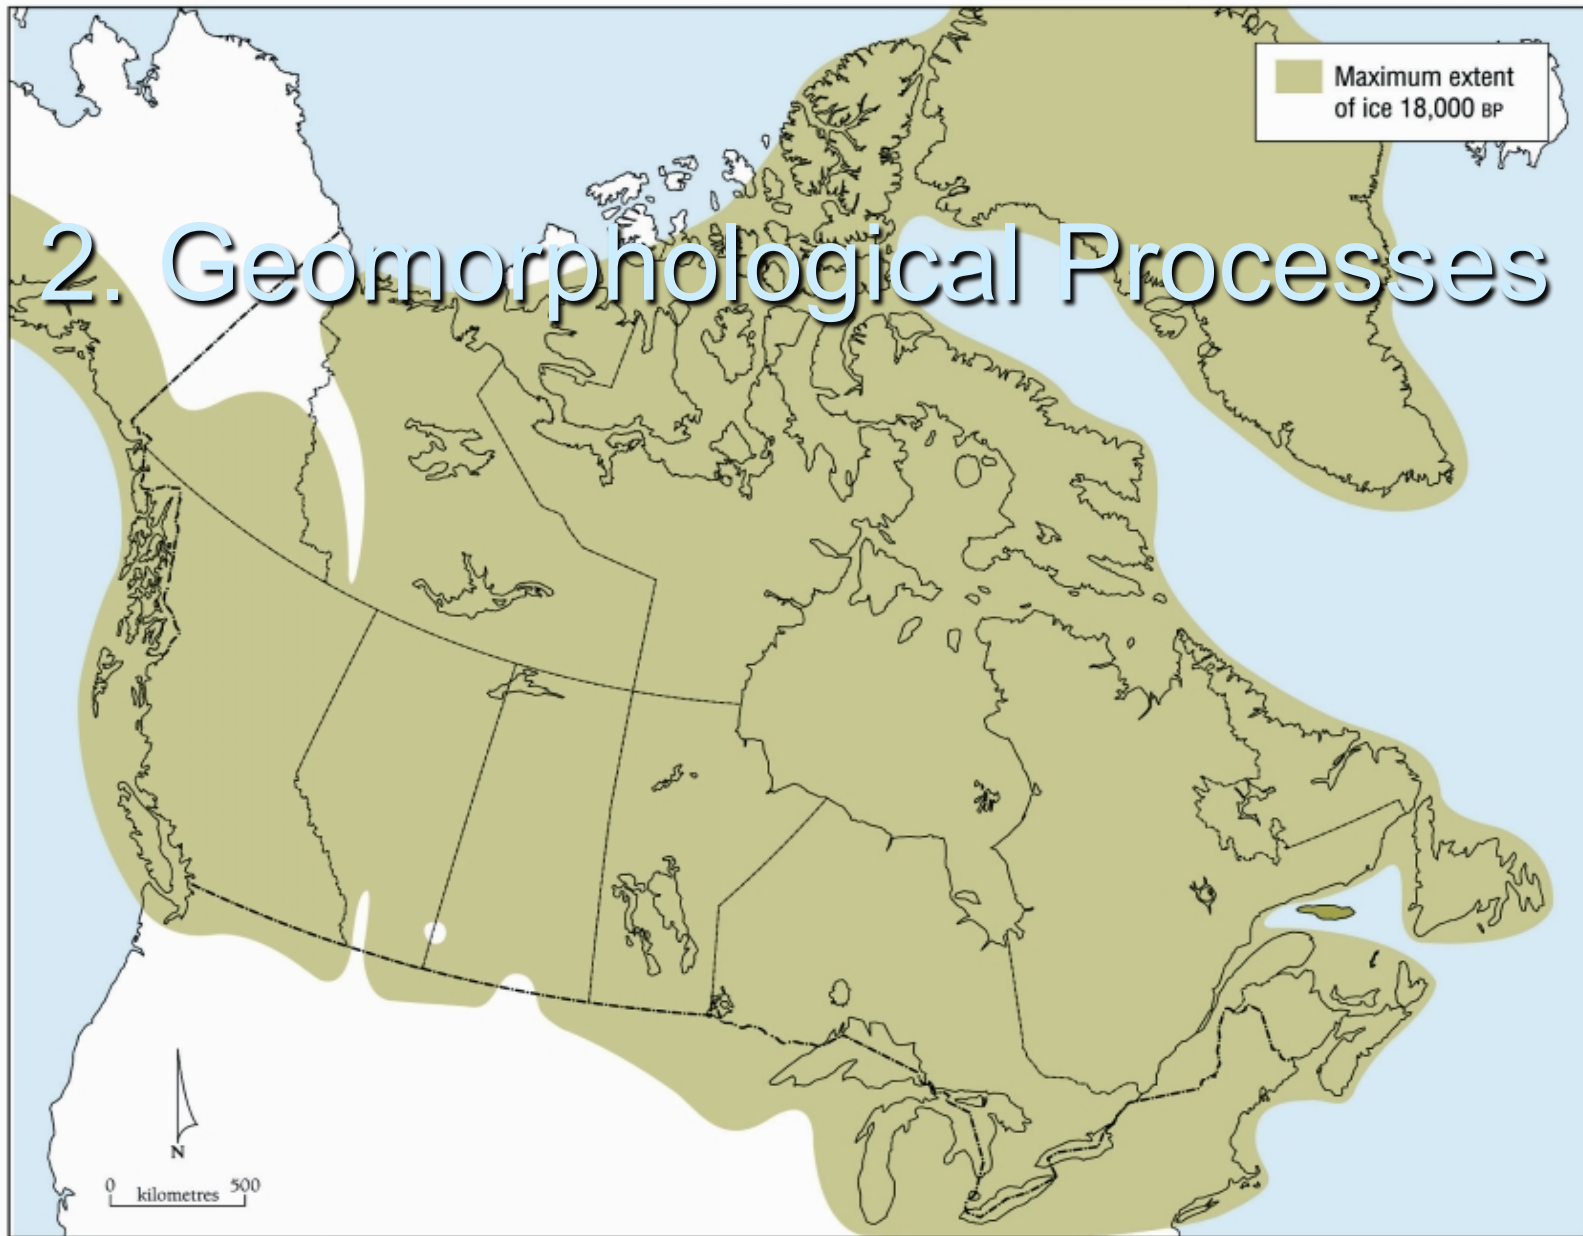 Maximum extent
of ice 18,000 BP
2. Geomorphological Processes
N
0 kilometres 500